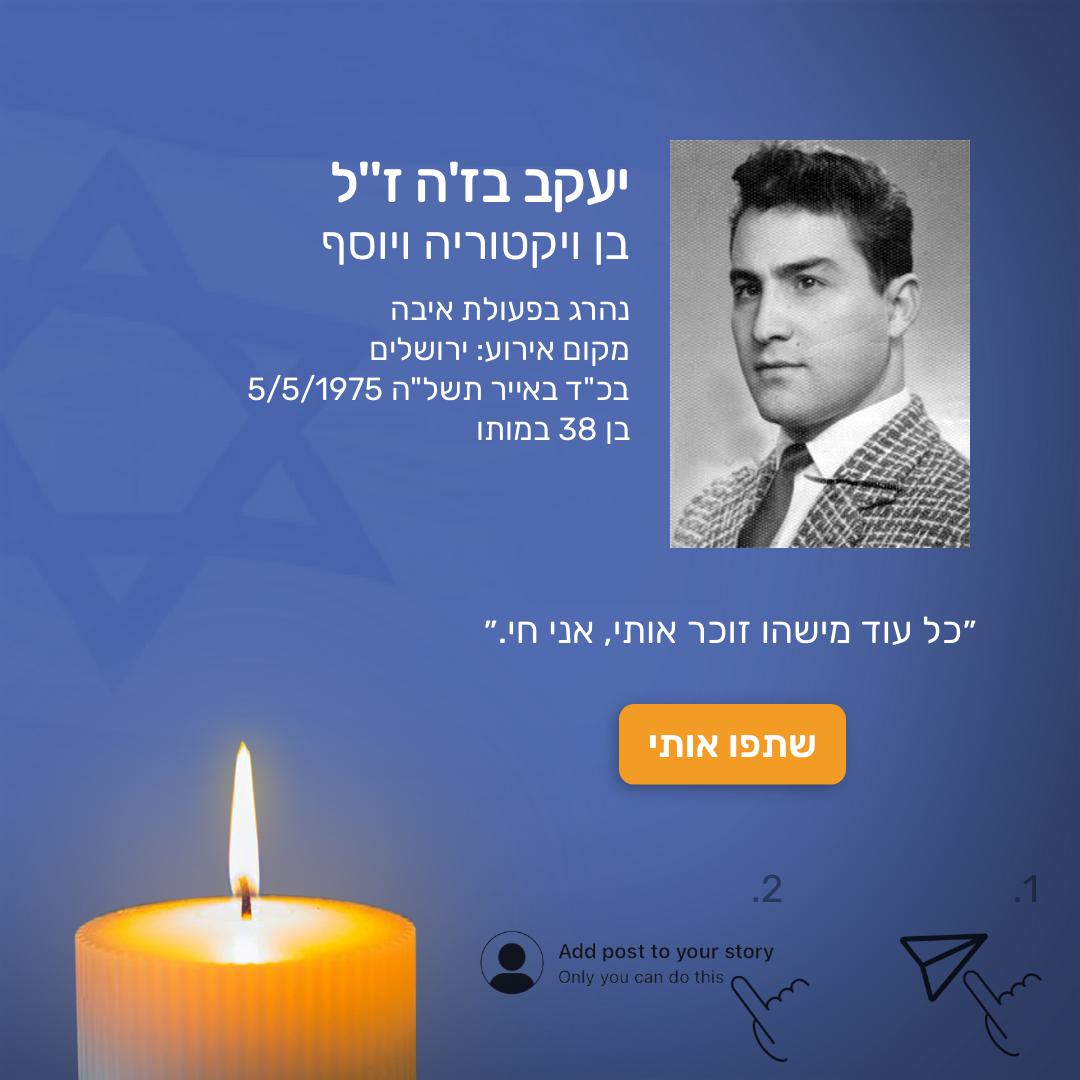 יעקב בז'ה ז"ל
בן ויקטוריה ויוסף
נהרג בפעולת איבה
מקום אירוע: ירושלים
בכ"ד באייר תשל"ה 5/5/1975
בן 38 במותו
״כל עוד מישהו זוכר אותי, אני חי.״
שתפו אותי
1.
2.
Add post to your story
Only you can do this